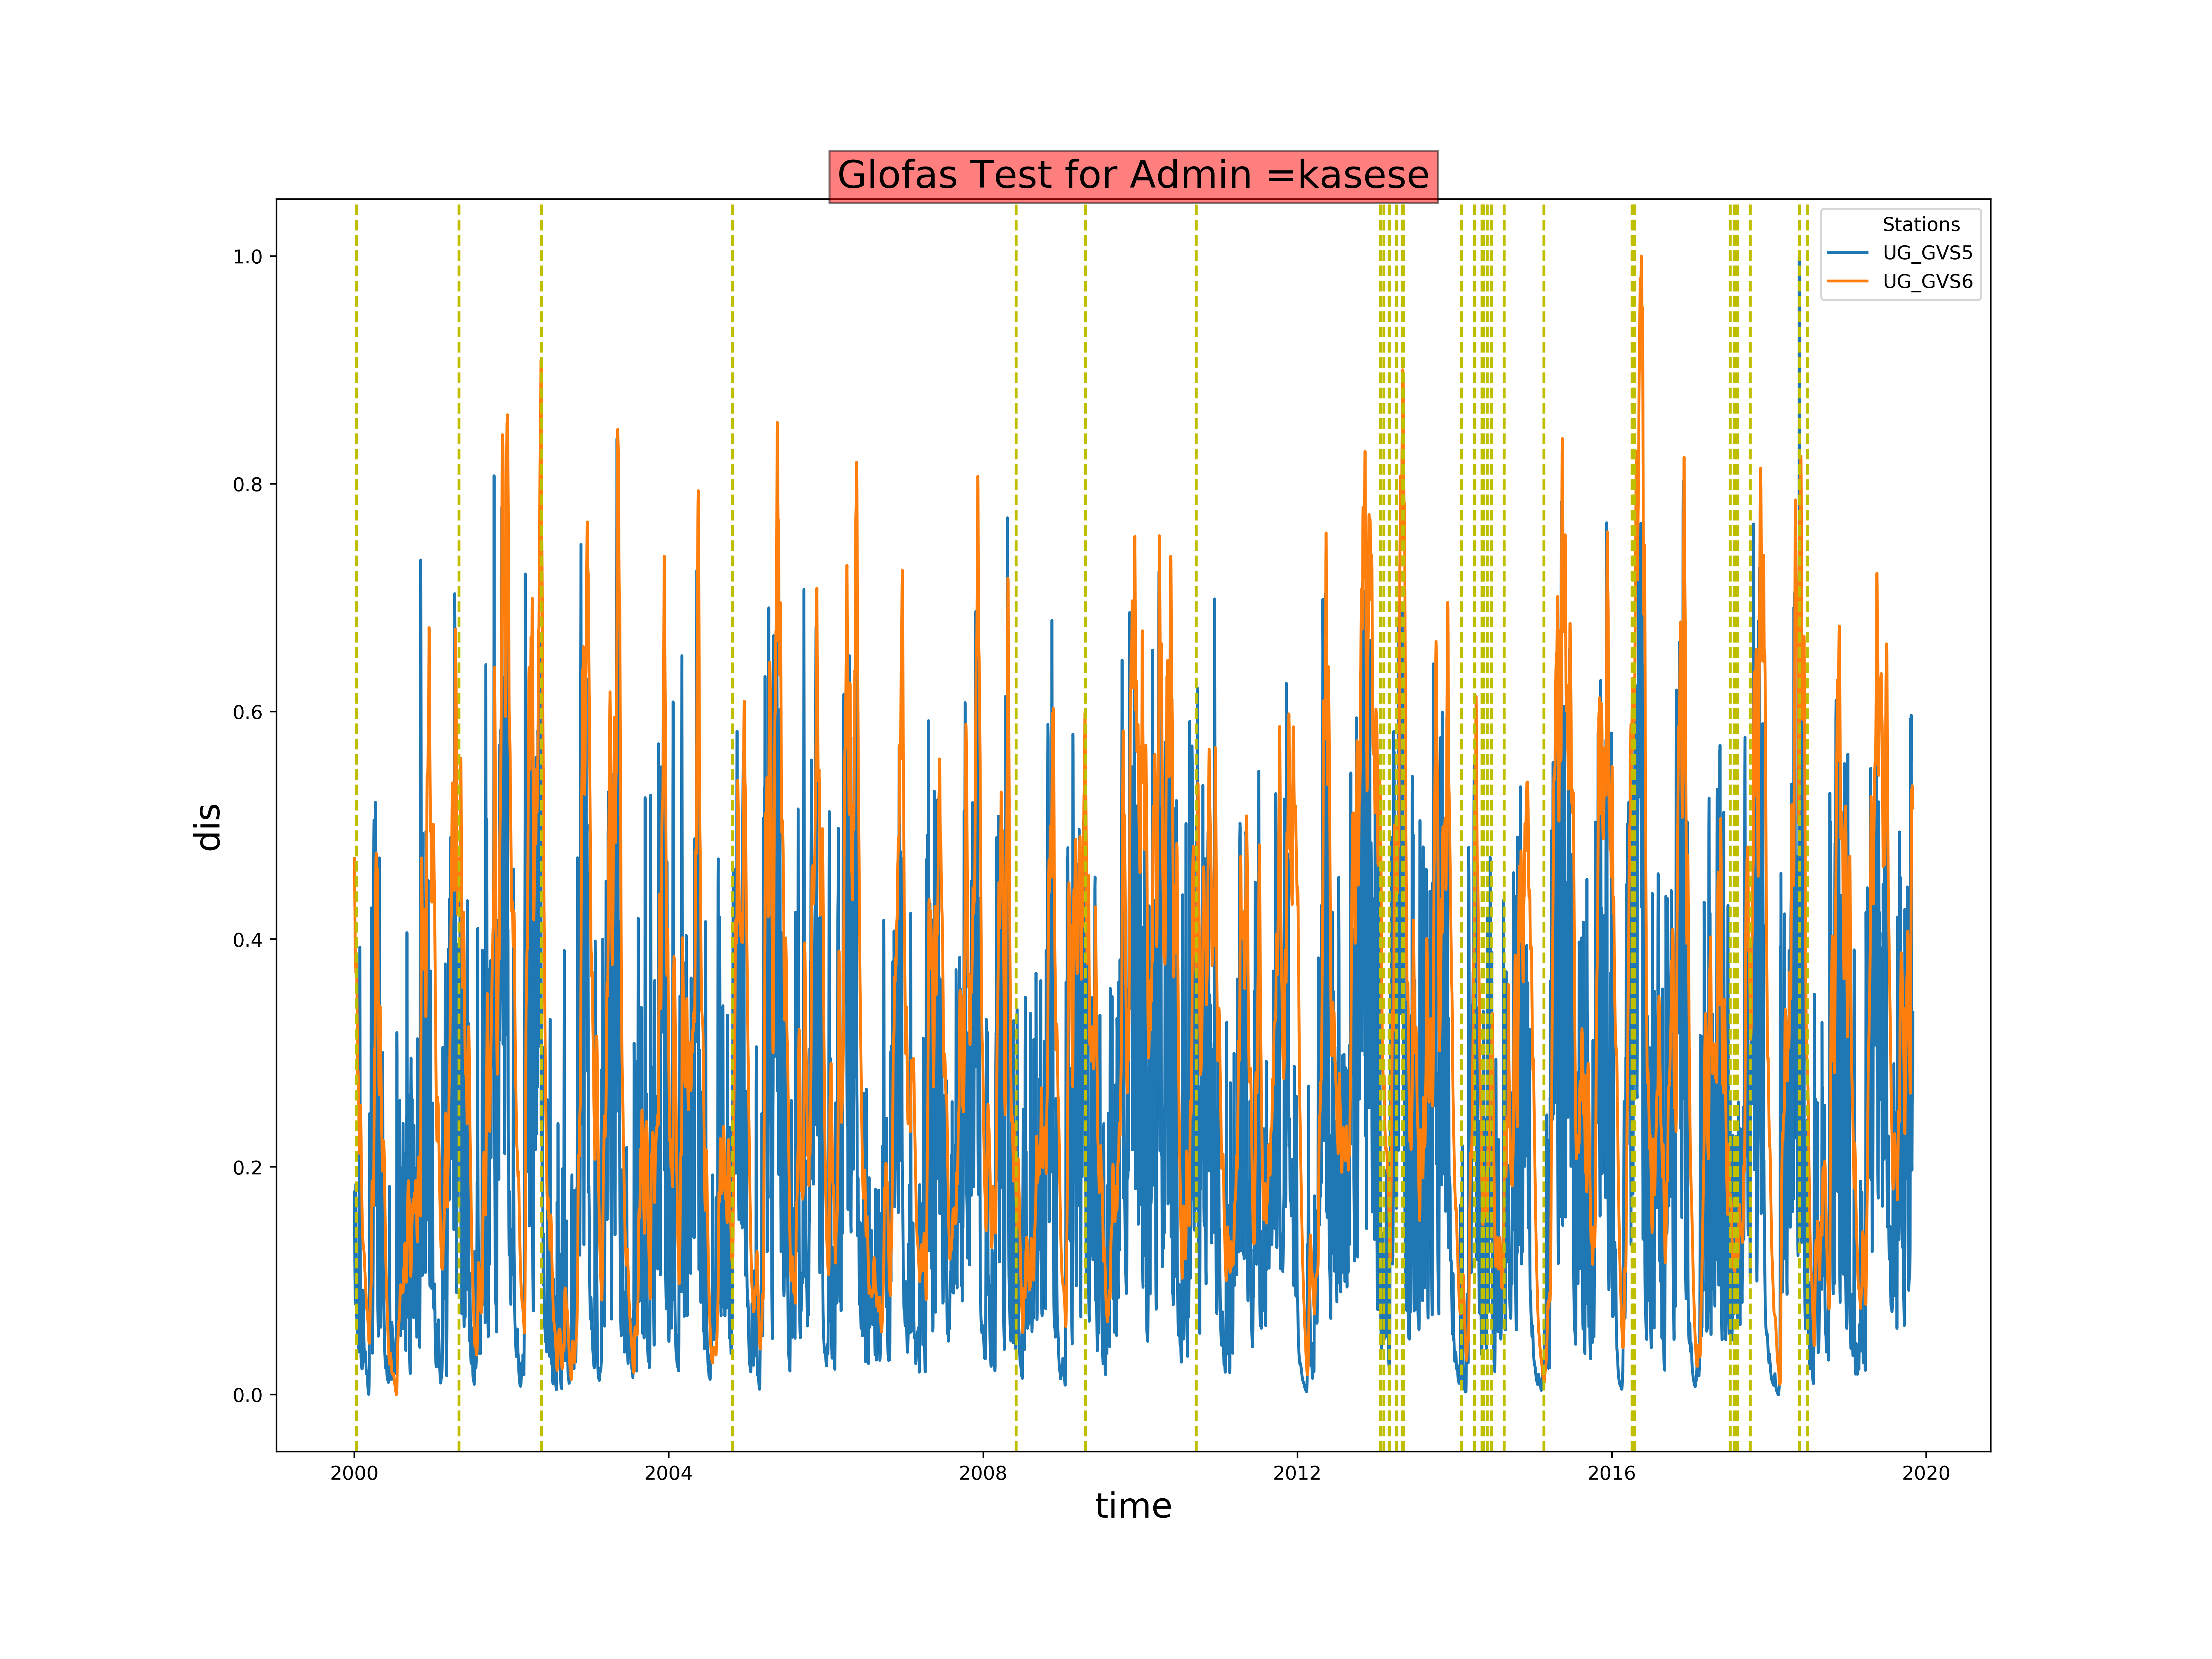 Glofas Test for Admin =kasese
Stations
UG_GVS5
UG_GVS6
1.0
0.8
0.6
0.4
0.2
0.0
dis
2000 2004 2008 2012 2016 2020
time